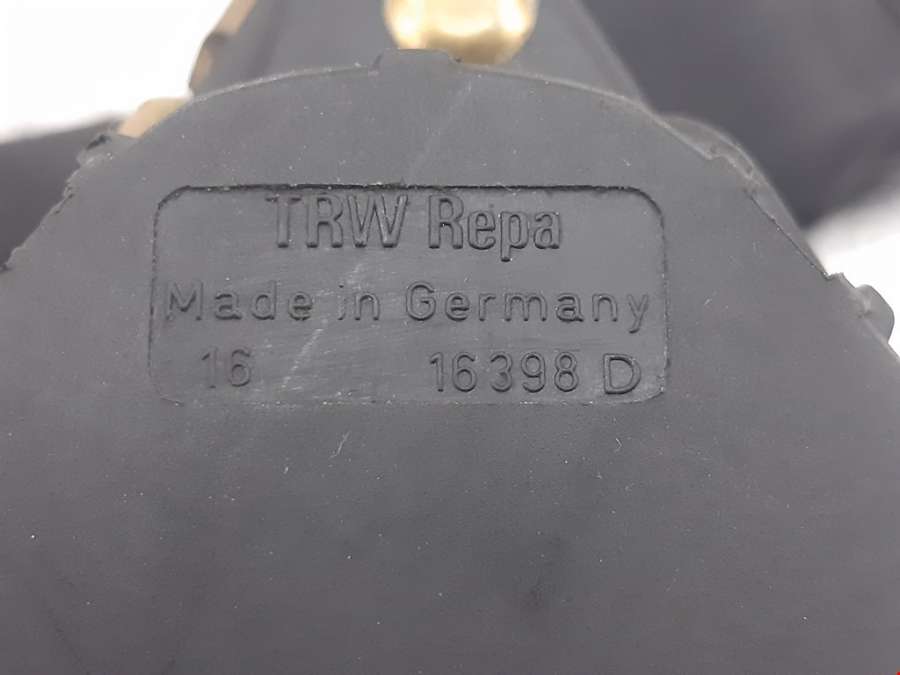 TRW Repa
Made in Germany
16 16398 D